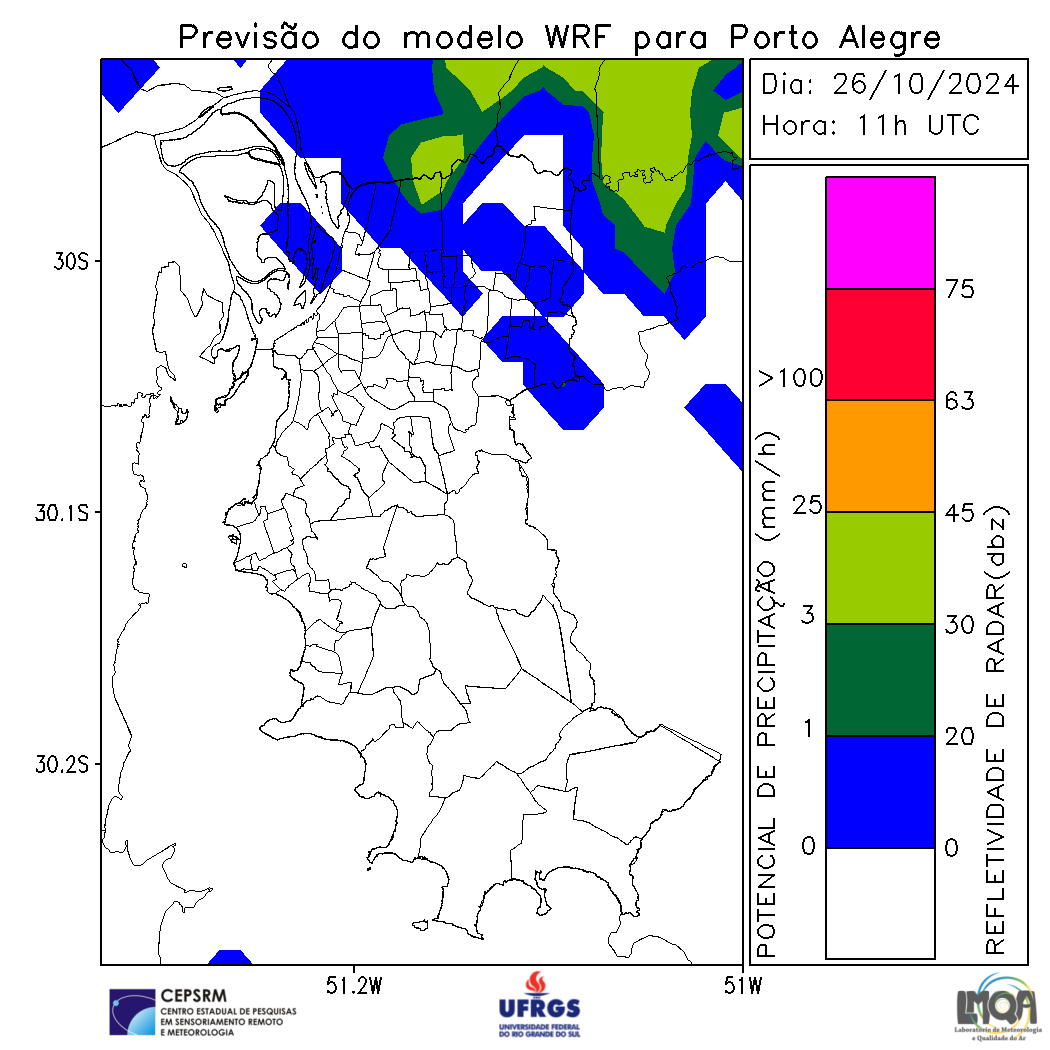 Previsão do modelo WRF para Porto Alegre
Dia: 26/10/2024
Hora: 11h UTC
30S
30.1S
30.2S
51.2W
51W
POTENCIAL DE PRECIPITAÇÃO (mm/h)
>100
25
3
1
0
75
63
45
30
20
0
REFLETIVIDADE DE RADAR(dbz)
CEPSRM
CENTRO ESTADUAL DE PESQUISAS
EM SENSORIAMENTO REMOTO
E METEOROLOGIA
UFRGS
UNIVERSIDADE FEDERAL
DO RIO GRANDE DO SUL
LMQA
Laboratório de Meteorologia
e Qualidade do Ar